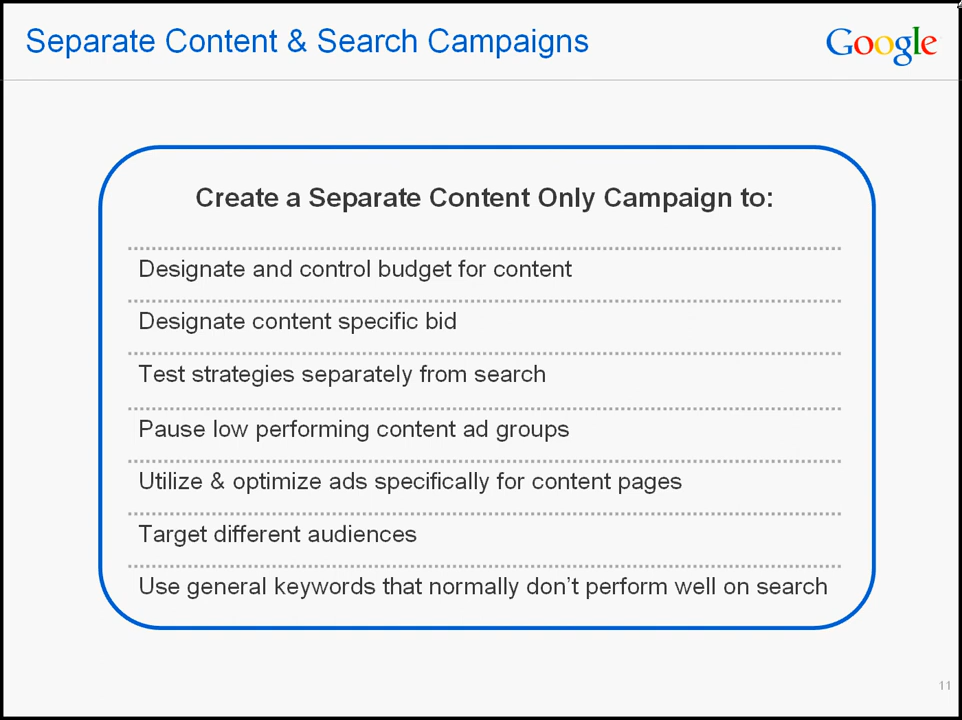 Separate Content & Search Campaigns
Google
Create a Separate Content Only Campaign to:
Designate and control budget for content
Designate content specific bid
Test strategies separately from search
Pause low performing content ad groups
Utilize & optimize ads specifically for content pages
Target different audiences
Use general keywords that normally don’t perform well on search
11